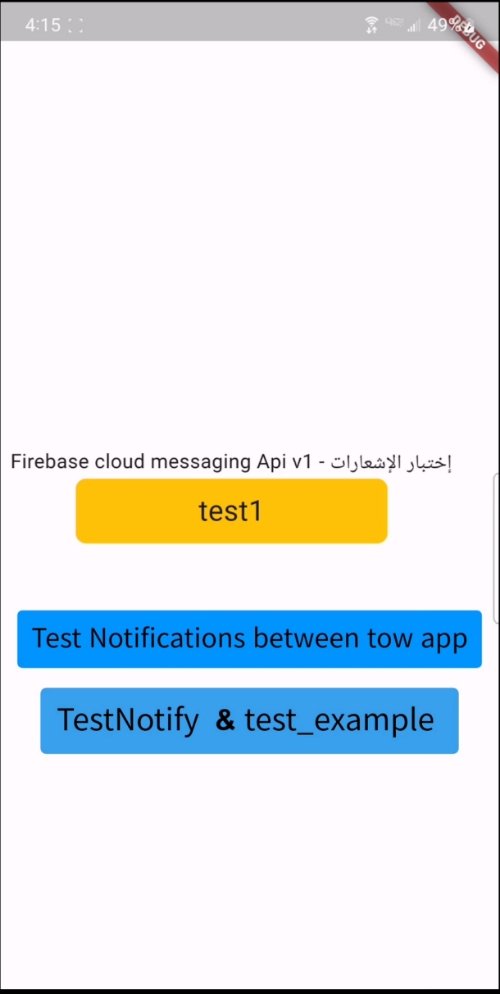 4:15
49%
DEBUG
Firebase cloud messaging Api v1 - إختبار الإشعارات
test1
Test Notifications between tow app
TestNotify & test_example